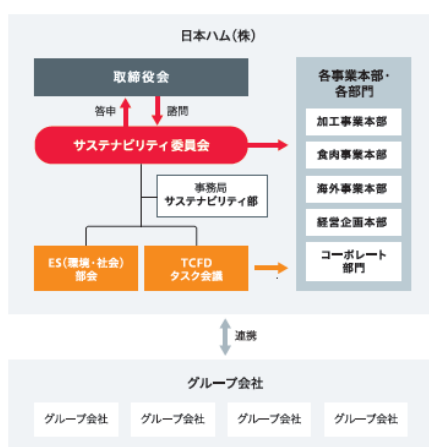 日本ハム(株)
取締役会
答申
諮問
サステナビリティ委員会
事務局
サステナビリティ部
ES(環境・社会)
部会
TCFD
タスク会議
各事業本部・
各部門
加工事業本部
食肉事業本部
海外事業本部
経営企画本部
コーポレート
部門
連携
グループ会社
グループ会社
グループ会社
グループ会社
グループ会社